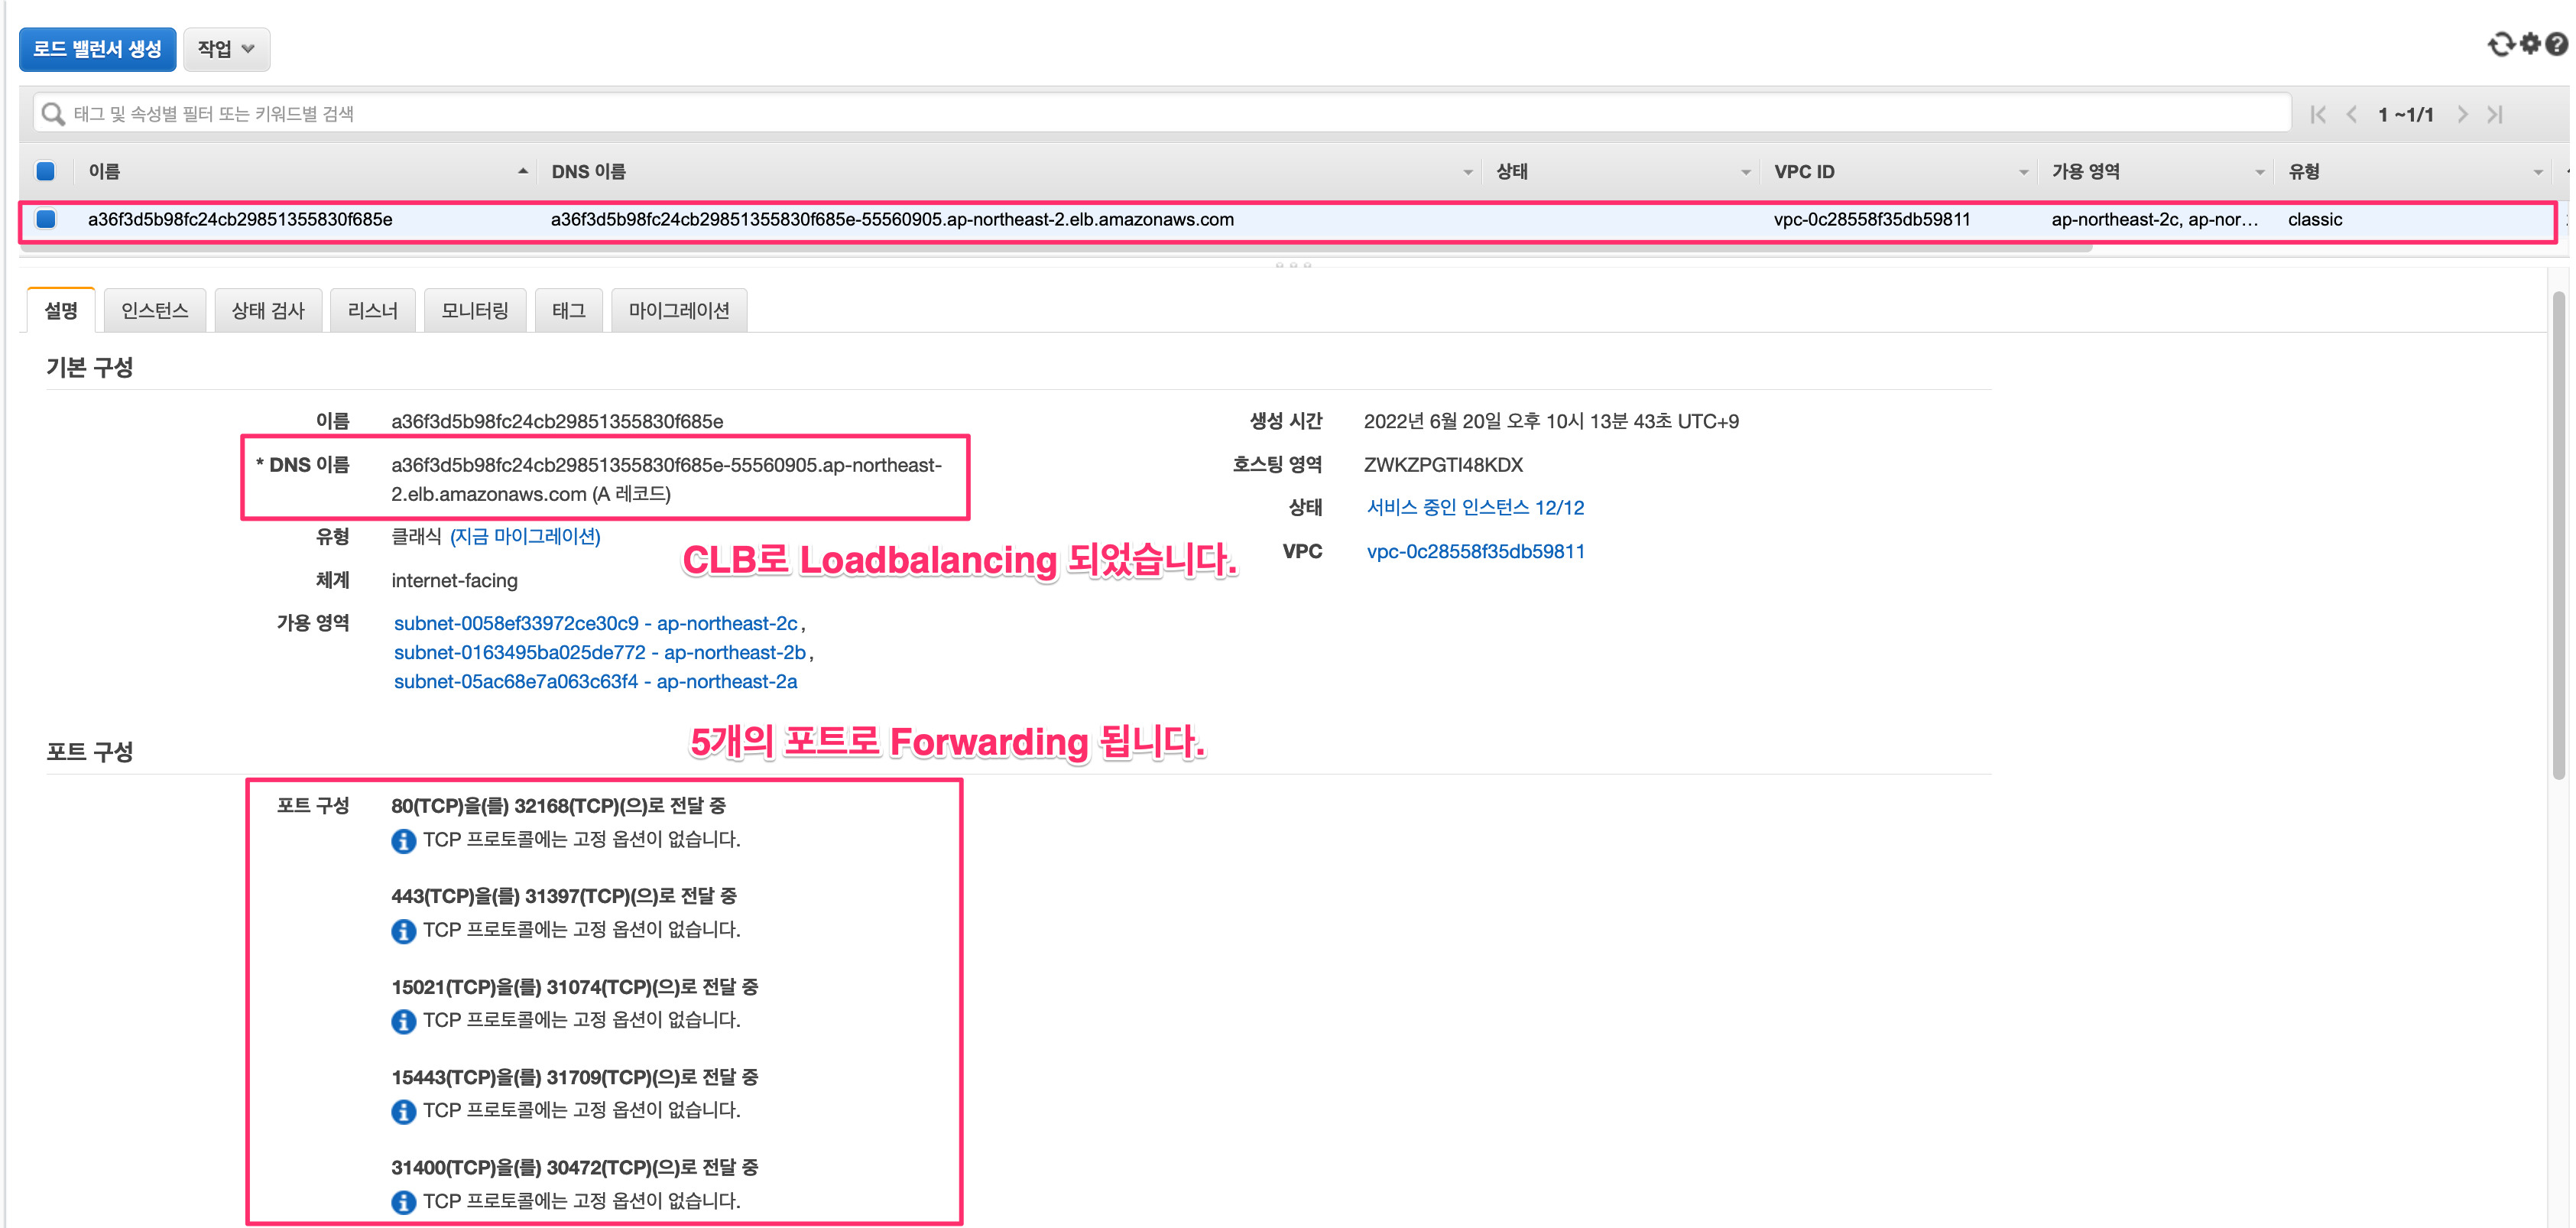 로드 밸런서 생성
작업
태그 및 속성별 필터 또는 키워드별 검색
1 ~1/1
이름 DNS 이름 상태 VPC ID 가용 영역 유형
a36f3d5b98fc24cb29851355830f685e a36f3d5b98fc24cb29851355830f685e-55560905.ap-northeast-2.elb.amazonaws.com vpc-0c28558f35db59811 ap-northeast-2c, ap-nor... classic
설명 인스턴스 상태 검사 리스너 모니터링 태그 마이그레이션
기본 구성
이름 a36f3d5b98fc24cb29851355830f685e
* DNS 이름 a36f3d5b98fc24cb29851355830f685e-55560905.ap-northeast-
2.elb.amazonaws.com (A 레코드)
유형 클래식 (지금 마이그레이션)
체계 internet-facing
가용 영역 subnet-0058ef33972ce30c9 - ap-northeast-2c,
subnet-0163495ba025de772 - ap-northeast-2b,
subnet-05ac68e7a063c63f4 - ap-northeast-2a
생성 시간 2022년 6월 20일 오후 10시 13분 43초 UTC+9
호스팅 영역 ZWKZPGTI48KDX
상태 서비스 중인 인스턴스 12/12
VPC vpc-0c28558f35db59811
CLB로 Loadbalancing 되었습니다.
5개의 포트로 Forwarding 됩니다.
포트 구성
포트 구성 80(TCP)을(를) 32168(TCP)(으)로 전달 중
TCP 프로토콜에는 고정 옵션이 없습니다.
443(TCP)을(를) 31397(TCP)(으)로 전달 중
TCP 프로토콜에는 고정 옵션이 없습니다.
15021(TCP)을(를) 31074(TCP)(으)로 전달 중
TCP 프로토콜에는 고정 옵션이 없습니다.
15443(TCP)을(를) 31709(TCP)(으)로 전달 중
TCP 프로토콜에는 고정 옵션이 없습니다.
31400(TCP)을(를) 30472(TCP)(으)로 전달 중
TCP 프로토콜에는 고정 옵션이 없습니다.